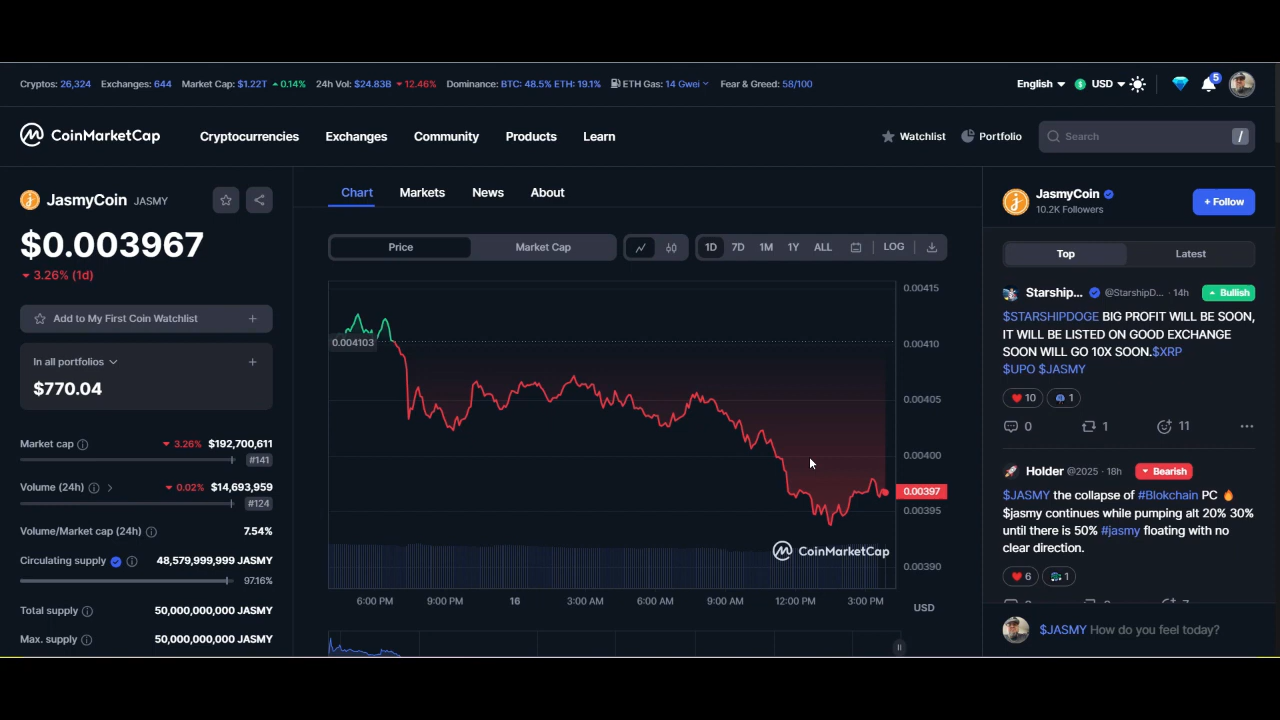 Cryptos: 26,324 Exchanges: 644 Market Cap: $1.22T 0.14% 24h Vol: $24.83B 12.46% Dominance: BTC: 48.5% ETH: 19.1% ETH Gas: 14 Gwei Fear & Greed: 58/100
English USD 5
CoinMarketCap Cryptocurrencies Exchanges Community Products Learn Watchlist Portfolio Search /
JasmyCoin JASMY
$0.003967
3.26% (1d)
Add to My First Coin Watchlist +
In all portfolios +
$770.04
Market cap 3.26% $192,700,611
#141
Volume (24h) 0.02% $14,693,959
#124
Volume/Market cap (24h) 7.54%
Circulating supply 48,579,999,999 JASMY
97.16%
Total supply 50,000,000,000 JASMY
Max. supply 50,000,000,000 JASMY
Chart Markets News About
Price Market Cap 1D 7D 1M 1Y ALL LOG
0.00415
0.004103
0.00410
0.00405
0.00400
0.00397
0.00395
CoinMarketCap
0.00390
6:00 PM 9:00 PM 16 3:00 AM 6:00 AM 9:00 AM 12:00 PM 3:00 PM USD
JasmyCoin
10.2K Followers
+ Follow
Top Latest
Starship... @StarshipD... · 14h Bullish
$STARSHIPDOGE BIG PROFIT WILL BE SOON,
IT WILL BE LISTED ON GOOD EXCHANGE
SOON WILL GO 10X SOON.$XRP
$UPO $JASMY
10 1
0 1 11
Holder @2025 · 18h Bearish
$JASMY the collapse of #Blokchain PC 🔥
$jasmy continues while pumping alt 20% 30%
until there is 50% #jasmy floating with no
clear direction.
6 1
$JASMY How do you feel today?